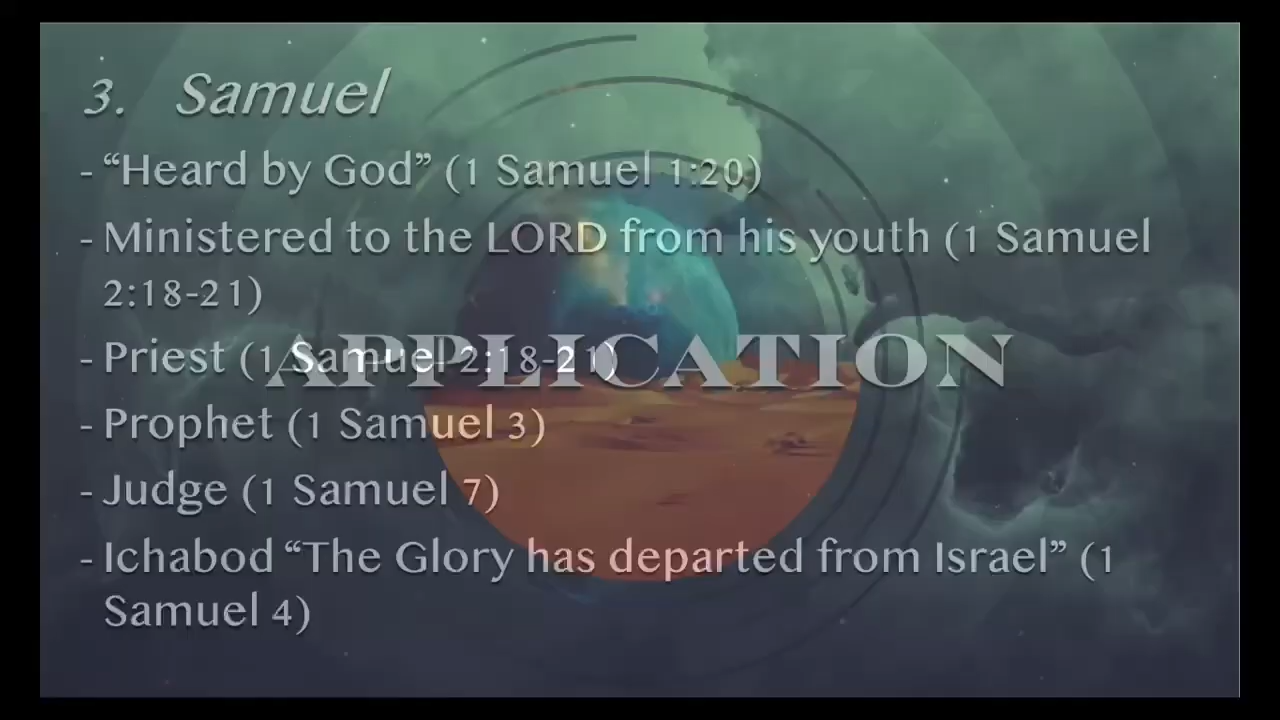 3. Samuel
- “Heard by God” (1 Samuel 1:20)
- Ministered to the LORD from his youth (1 Samuel
2:18-21)
- Priest (1 Samuel 2:18-21)
APPLICATION
- Prophet (1 Samuel 3)
- Judge (1 Samuel 7)
- Ichabod “The Glory has departed from Israel” (1
Samuel 4)